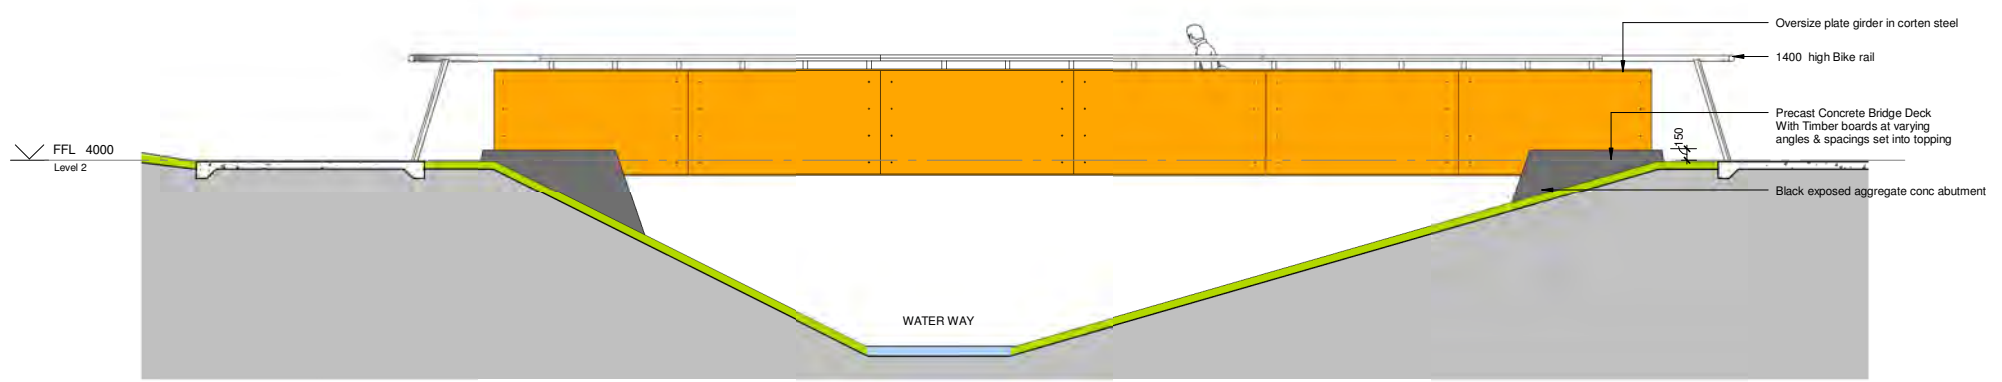 Oversize plate girder in corten steel
1400 high Bike rail
Precast Concrete Bridge Deck
With Timber boards at varying
angles & spacings set into topping
150
FFL 4000
Level 2
Black exposed aggregate conc abutment
WATER WAY